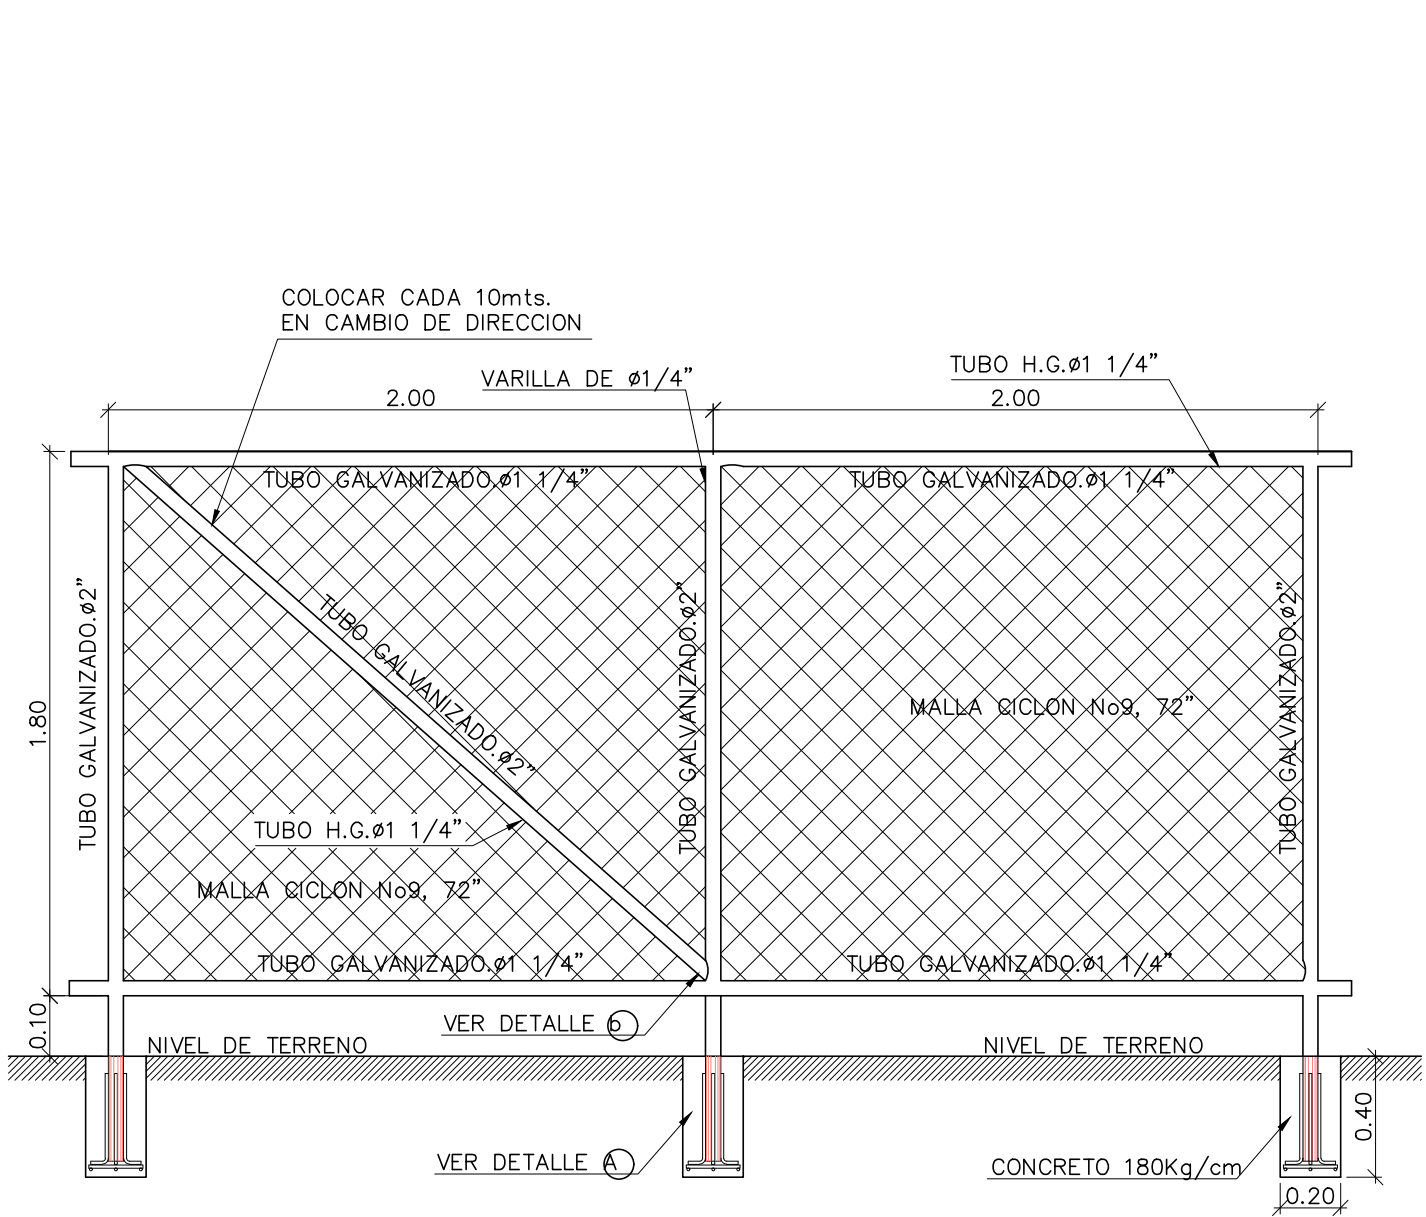 COLOCAR CADA 10mts.
EN CAMBIO DE DIRECCION
TUBO H.G.ø1 1/4”
VARILLA DE ø1/4”
2.00
2.00
TUBO GALVANIZADO.ø1 1/4”
TUBO GALVANIZADO.ø1 1/4”
1.80
TUBO GALVANIZADO.ø2”
TUBO GALVANIZADO.ø2”
TUBO GALVANIZADO.ø2”
TUBO GALVANIZADO.ø2”
MALLA CICLON No9, 72”
TUBO H.G.ø1 1/4”
MALLA CICLON No9, 72”
TUBO GALVANIZADO.ø1 1/4”
TUBO GALVANIZADO.ø1 1/4”
0.10
VER DETALLE b
NIVEL DE TERRENO
NIVEL DE TERRENO
0.40
VER DETALLE A
CONCRETO 180Kg/cm
0.20